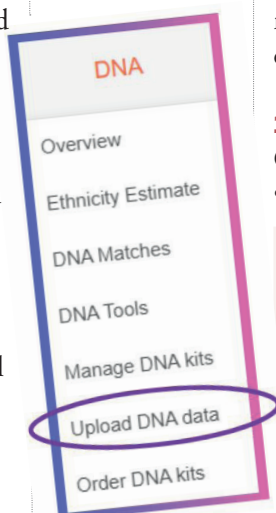 DNA
Overview
Ethnicity Estimate
DNA Matches
DNA Tools
Manage DNA kits
Upload DNA data
Order DNA kits